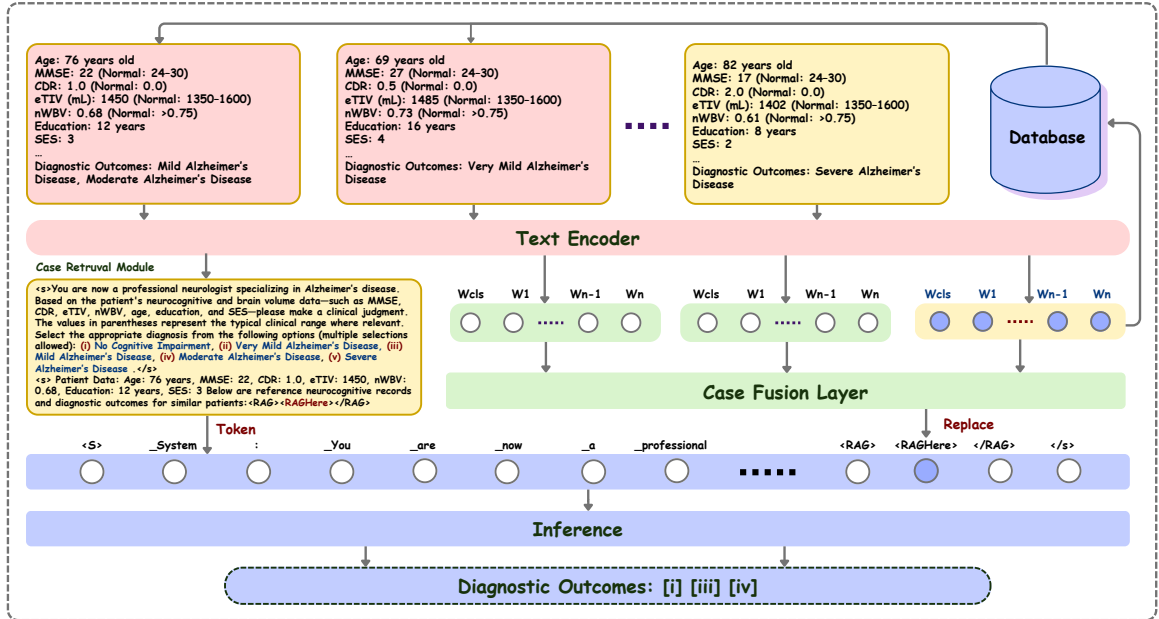 Age: 76 years old
MMSE: 22 (Normal: 24-30)
CDR: 1.0 (Normal: 0.0)
eTIV (mL): 1450 (Normal: 1350-1600)
nWBV: 0.68 (Normal: >0.75)
Education: 12 years
SES: 3
...
Diagnostic Outcomes: Mild Alzheimer's
Disease, Moderate Alzheimer's Disease
Age: 69 years old
MMSE: 27 (Normal: 24-30)
CDR: 0.5 (Normal: 0.0)
eTIV (mL): 1485 (Normal: 1350-1600)
nWBV: 0.73 (Normal: >0.75)
Education: 16 years
SES: 4
...
Diagnostic Outcomes: Very Mild Alzheimer's
Disease
Age: 82 years old
MMSE: 17 (Normal: 24-30)
CDR: 2.0 (Normal: 0.0)
eTIV (mL): 1402 (Normal: 1350-1600)
nWBV: 0.61 (Normal: >0.75)
Education: 8 years
SES: 2
...
Diagnostic Outcomes: Severe Alzheimer's
Disease
Database
Text Encoder
Case Retruval Module
<s>You are now a professional neurologist specializing in Alzheimer's disease.
Based on the patient's neurocognitive and brain volume data—such as MMSE,
CDR, eTIV, nWBV, age, education, and SES—please make a clinical judgment.
The values in parentheses represent the typical clinical range where relevant.
Select the appropriate diagnosis from the following options (multiple selections
allowed): (i) No Cognitive Impairment, (ii) Very Mild Alzheimer's Disease, (iii)
Mild Alzheimer's Disease, (iv) Moderate Alzheimer's Disease, (v) Severe
Alzheimer's Disease .</s>
<s> Patient Data: Age: 76 years, MMSE: 22, CDR: 1.0, eTIV: 1450, nWBV:
0.68, Education: 12 years, SES: 3 Below are reference neurocognitive records
and diagnostic outcomes for similar patients:<RAG><RAGHere></RAG>
Wcls W1 Wn-1 Wn
Wcls W1 Wn-1 Wn
Wcls W1 Wn-1 Wn
Case Fusion Layer
Token
Replace
<S> _System : _You _are _now _a _professional <RAG> <RAGHere> </RAG> </s>
Inference
Diagnostic Outcomes: [i] [iii] [iv]